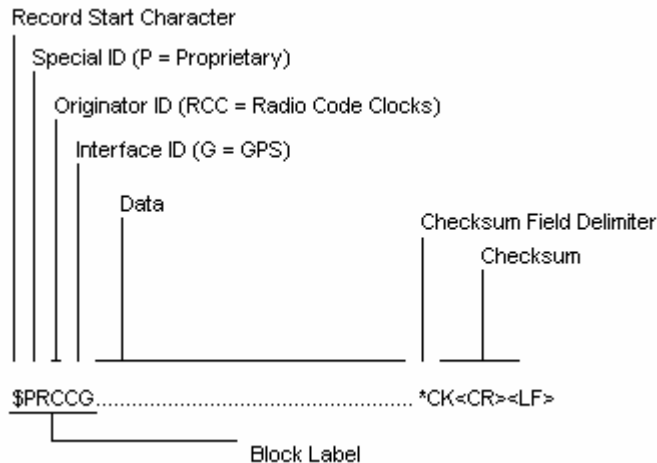 Record Start Character
Special ID (P = Proprietary)
Originator ID (RCC = Radio Code Clocks)
Interface ID (G = GPS)
Data
Checksum Field Delimiter
Checksum
$PRCCG.......................................................... *CK<CR><LF>
Block Label